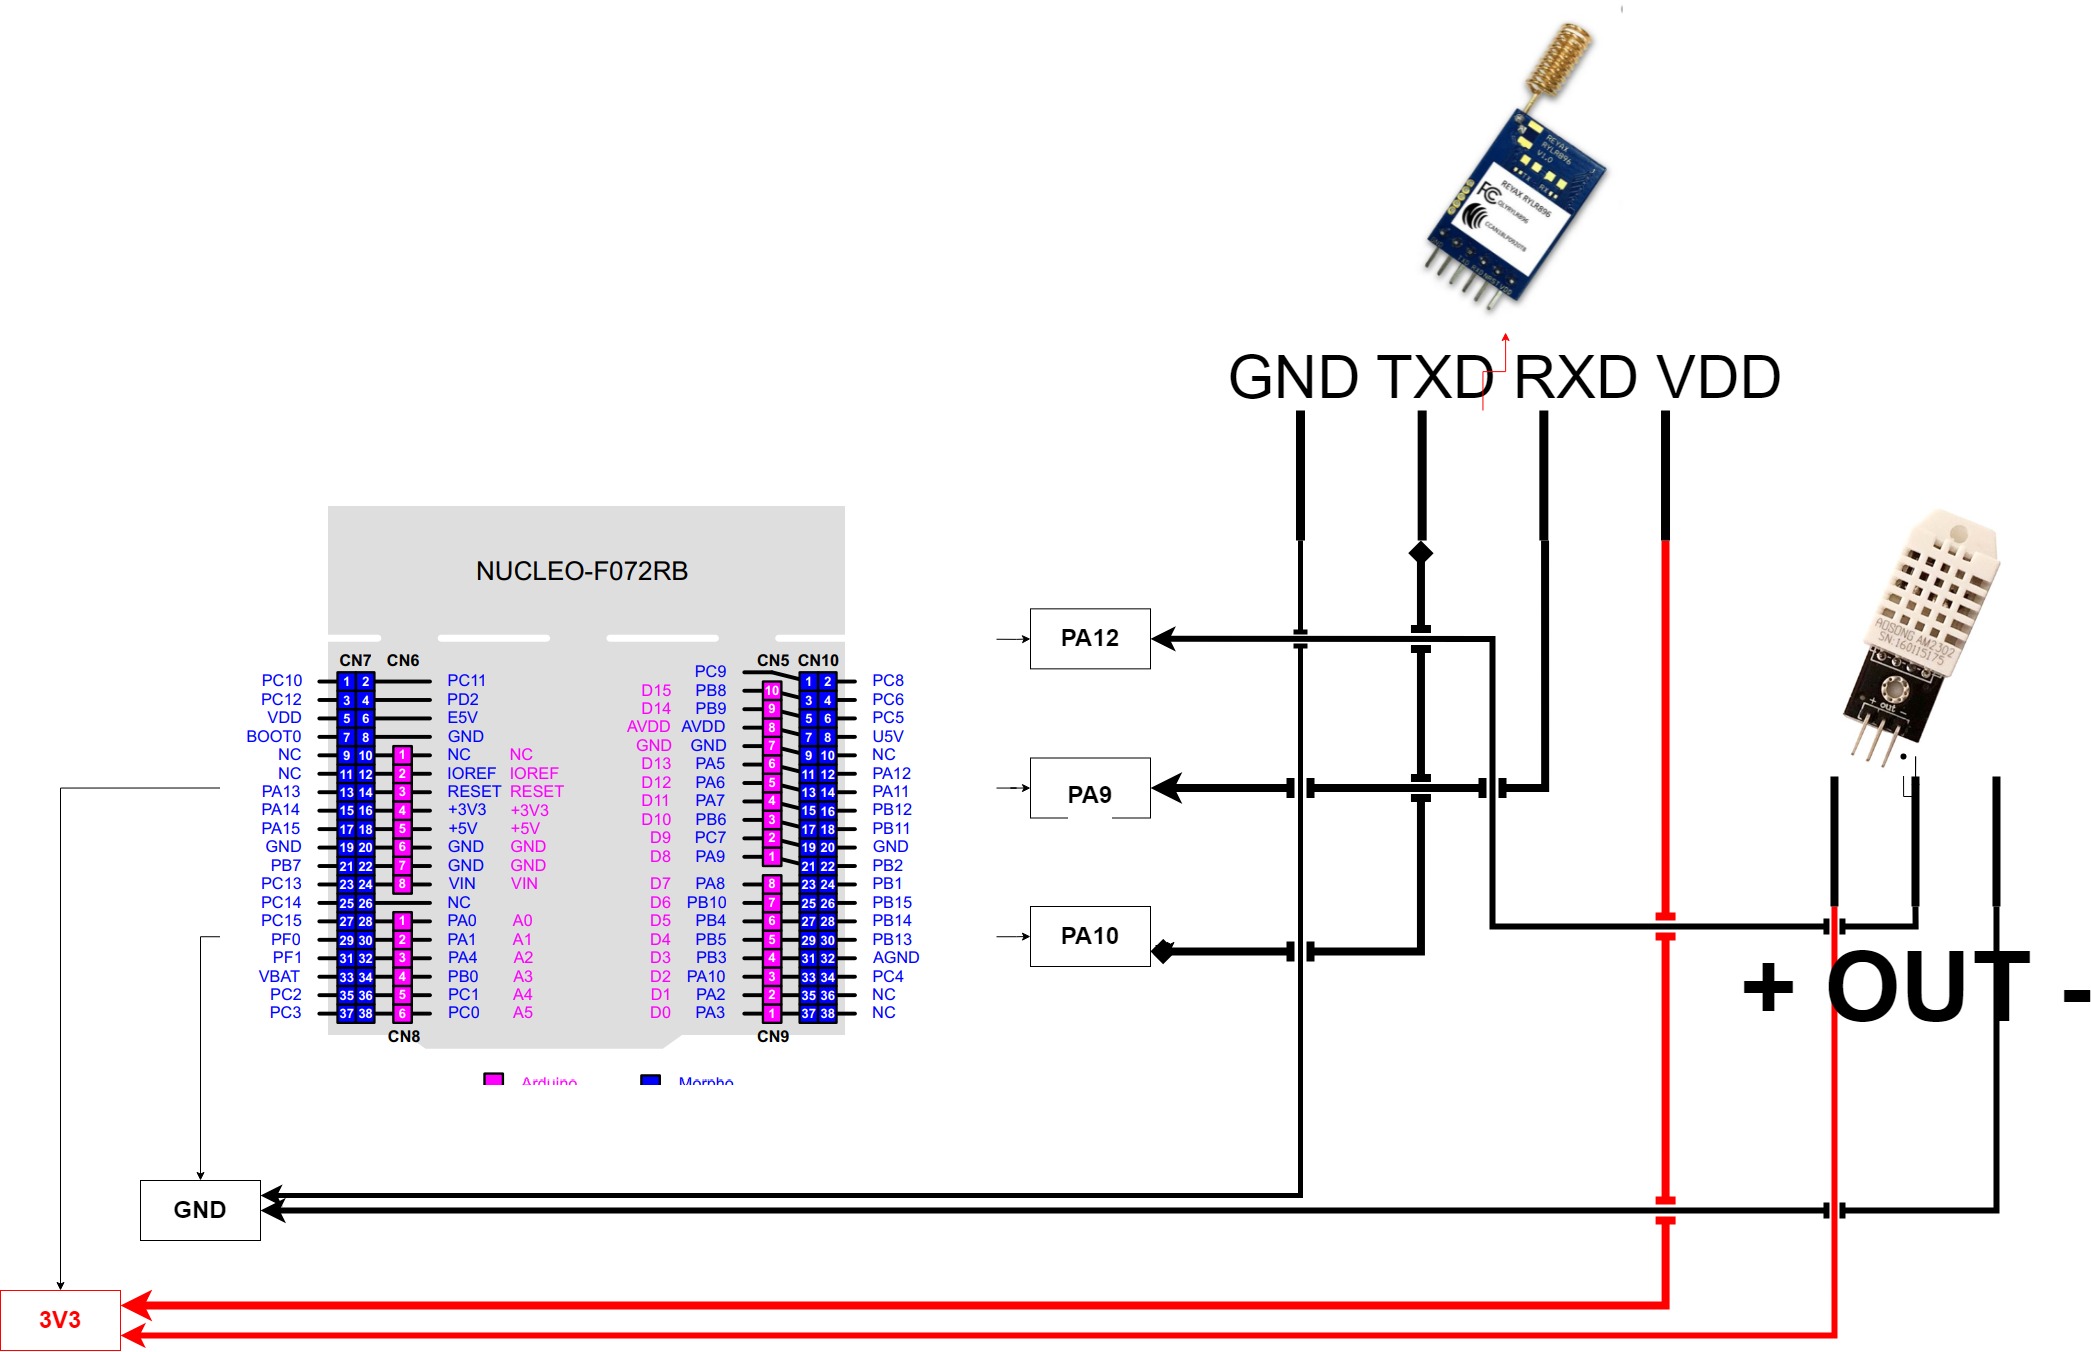 REYAX
RYLR896
V1.0
REYAX RYLR896
FC
GND TXD RXD VDD
NUCLEO-F072RB
AOSONG AM2302
SN:160115175
+ out -
PA12
PA9
PA10
CN7 CN6 CN5 CN10
PC10 1 2 PC11
PC12 3 4 PD2
VDD 5 6 E5V
BOOT0 7 8 GND
NC 9 10 1 NC NC
NC 11 12 2 IOREF IOREF
PA13 13 14 3 RESET RESET
PA14 15 16 4 +3V3 +3V3
PA15 17 18 5 +5V +5V
GND 19 20 6 GND GND
PB7 21 22 7 GND GND
PC13 23 24 8 VIN VIN
PC14 25 26 NC
PC15 27 28 1 PA0 A0
PF0 29 30 2 PA1 A1
PF1 31 32 3 PA4 A2
VBAT 33 34 4 PB0 A3
PC2 35 36 5 PC1 A4
PC3 37 38 6 PC0 A5
PC9 1 2 PC8
D15 PB8 10 3 4 PC6
D14 PB9 9 5 6 PC5
AVDD AVDD 8 7 8 U5V
GND GND 7 9 10 NC
D13 PA5 6 11 12 PA12
D12 PA6 5 13 14 PA11
D11 PA7 4 15 16 PB12
D10 PB6 3 17 18 PB11
D9 PC7 2 19 20 GND
D8 PA9 1 21 22 PB2
D7 PA8 8 23 24 PB1
D6 PB10 7 25 26 PB15
D5 PB4 6 27 28 PB14
D4 PB5 5 29 30 PB13
D3 PB3 4 31 32 AGND
D2 PA10 3 33 34 PC4
D1 PA2 2 35 36 NC
D0 PA3 1 37 38 NC
CN8 CN9
Arduino Morpho
+ OUT -
GND
3V3